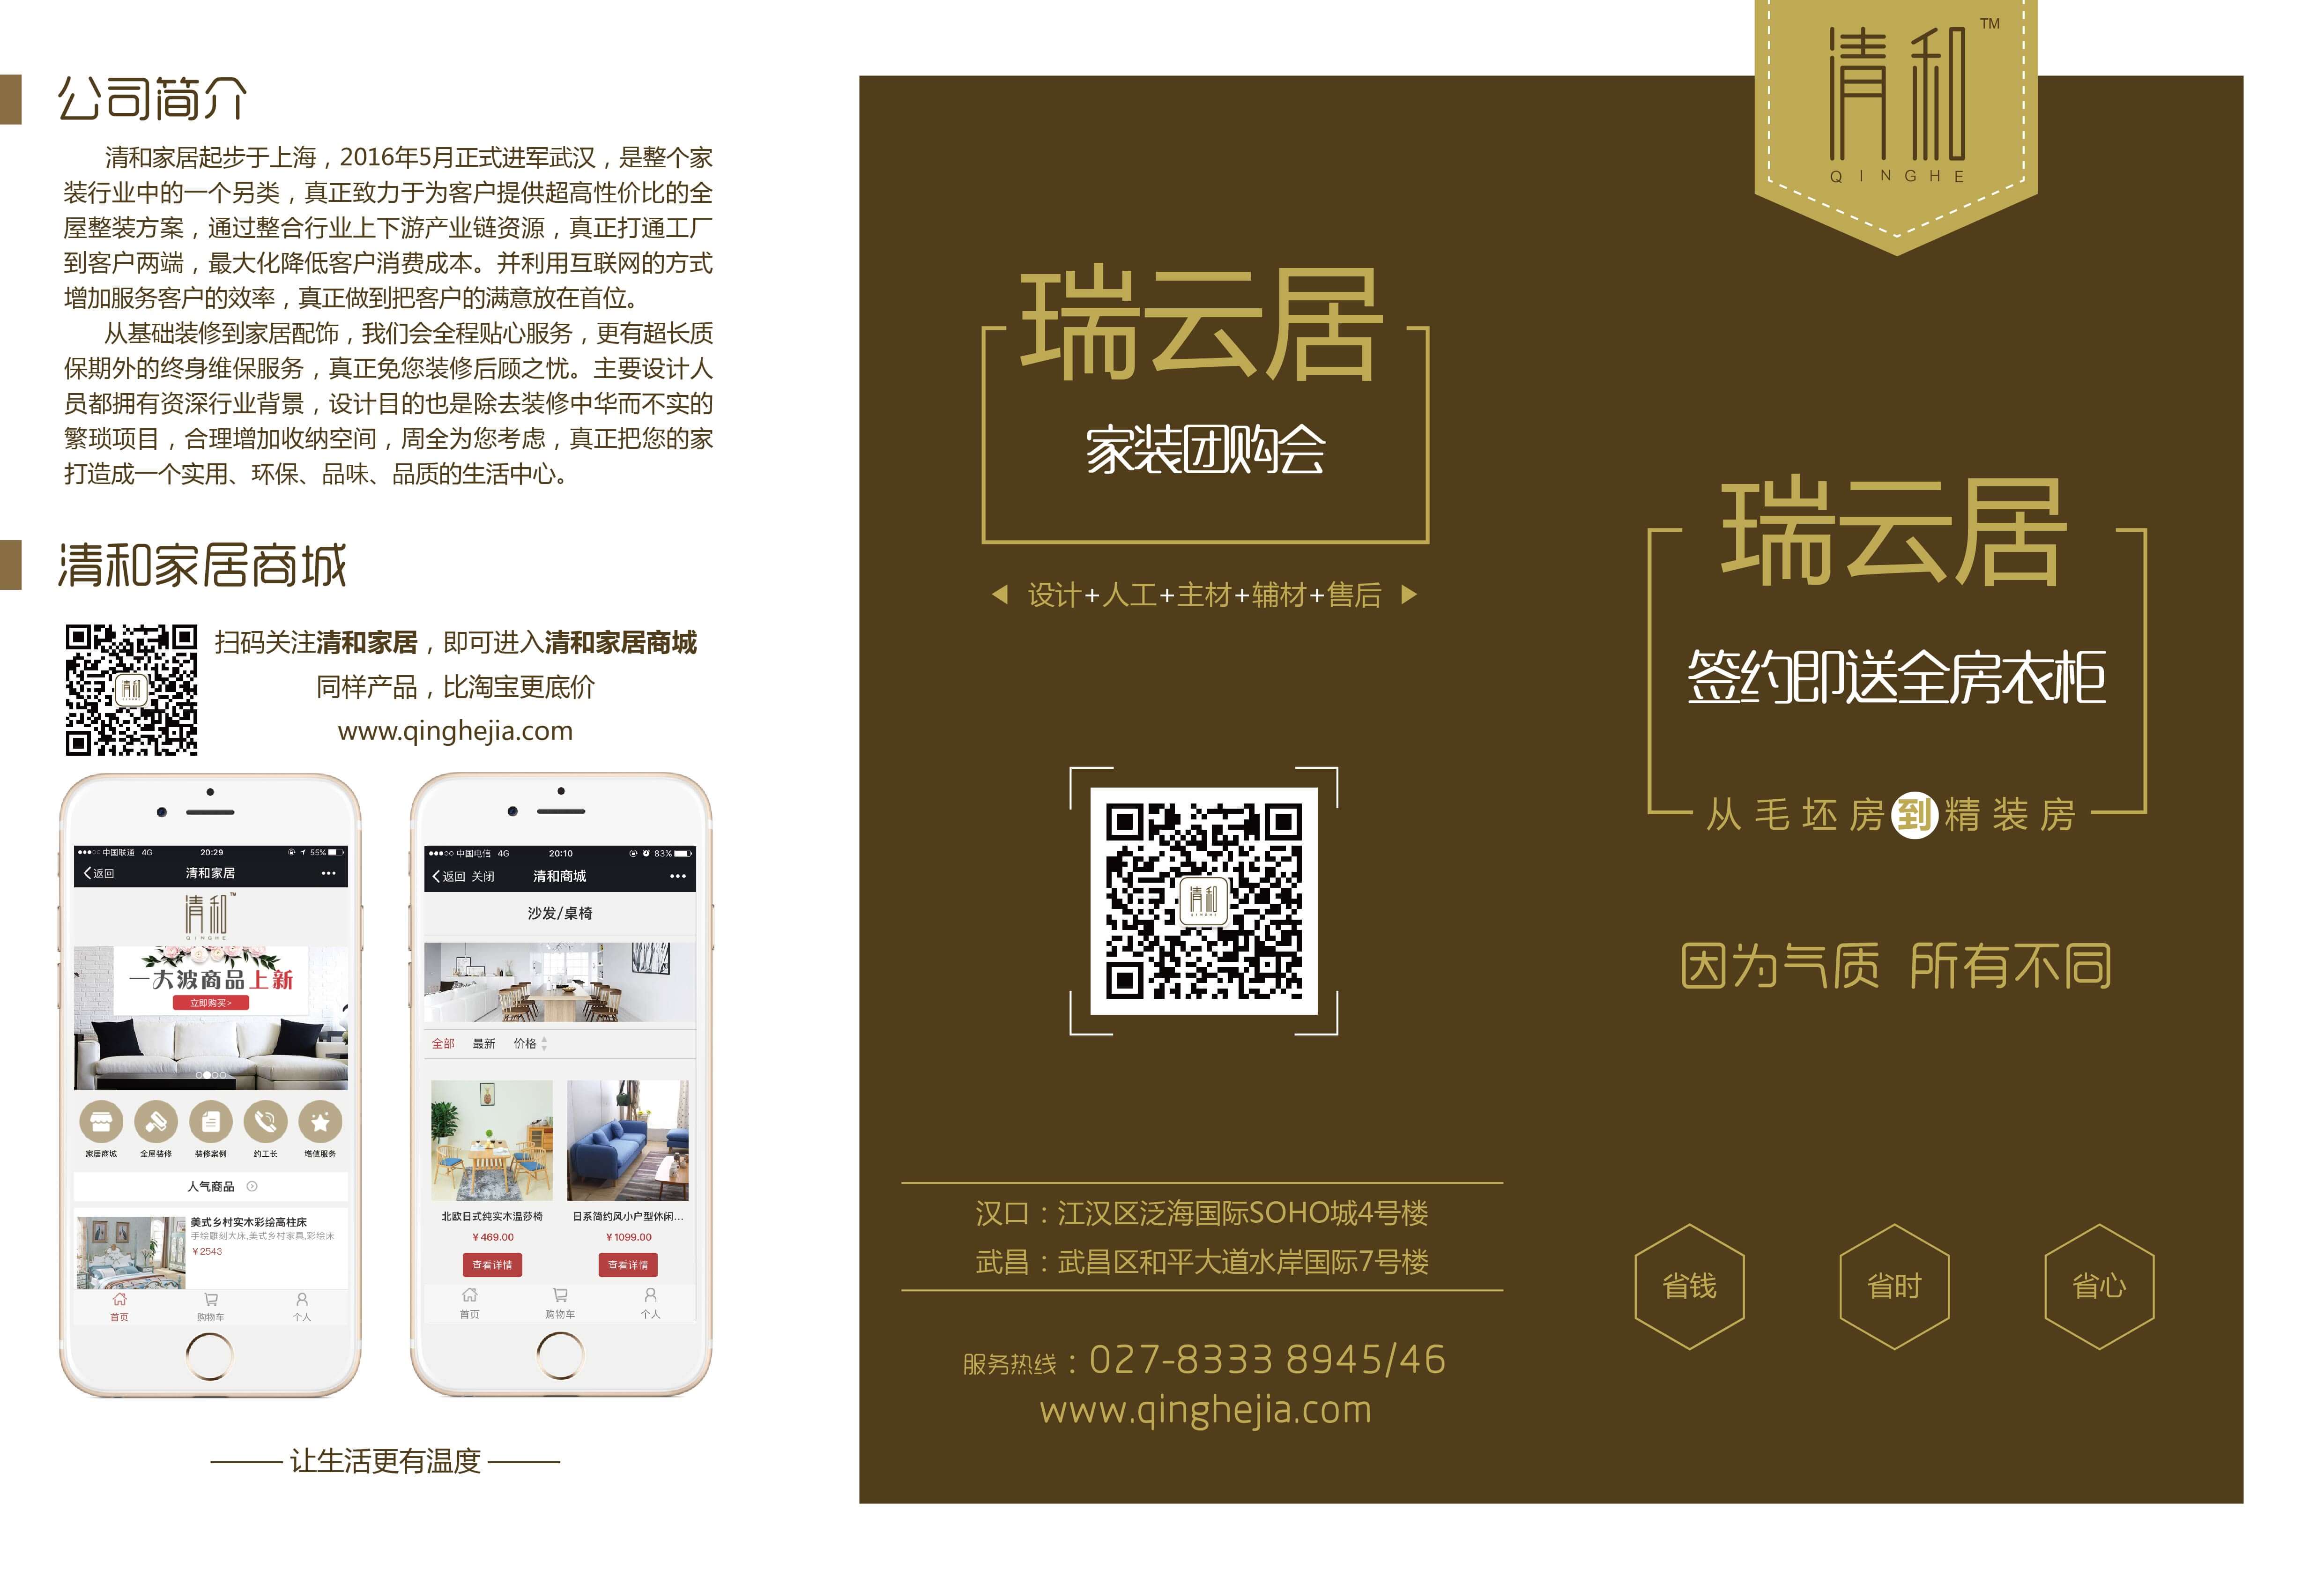 公司简介
清和家居起步于上海，2016年5月正式进军武汉，是整个家
装行业中的一个另类，真正致力于为客户提供超高性价比的全
屋整装方案，通过整合行业上下游产业链资源，真正打通工厂
到客户两端，最大化降低客户消费成本。并利用互联网的方式
增加服务客户的效率，真正做到把客户的满意放在首位。
从基础装修到家居配饰，我们会全程贴心服务，更有超长质
保期外的终身维保服务，真正免您装修后顾之忧。主要设计人
员都拥有资深行业背景，设计目的也是除去装修中华而不实的
繁琐项目，合理增加收纳空间，周全为您考虑，真正把您的家
打造成一个实用、环保、品味、品质的生活中心。
清和家居商城
清和
扫码关注清和家居，即可进入清和家居商城
同样产品，比淘宝更底价
www.qinghejia.com
中国联通 4G 20:29 55%
返回 清和家居
清和 TM
QINGHE
一大波商品上新
立即购买>
家居商城 全屋装修 装修案例 约工长 增值服务
人气商品
美式乡村实木彩绘高柱床
手绘雕刻大床,美式乡村家具,彩绘床
￥2543
首页 购物车 个人
中国电信 4G 20:10 83%
返回 关闭 清和商城
沙发/桌椅
全部 最新 价格
北欧日式纯实木温莎椅
￥469.00
查看详情
日系简约风小户型休闲...
￥1099.00
查看详情
首页 购物车 个人
让生活更有温度
瑞云居
家装团购会
设计+人工+主材+辅材+售后
清和
QINGHE
汉口：江汉区泛海国际SOHO城4号楼
武昌：武昌区和平大道水岸国际7号楼
服务热线：027-8333 8945/46
www.qinghejia.com
清和 TM
QINGHE
瑞云居
签约即送全房衣柜
从毛坯房到精装房
因为气质 所有不同
省钱 省时 省心